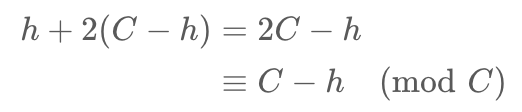 h + 2(C − h) = 2C − h
≡ C − h (mod C)